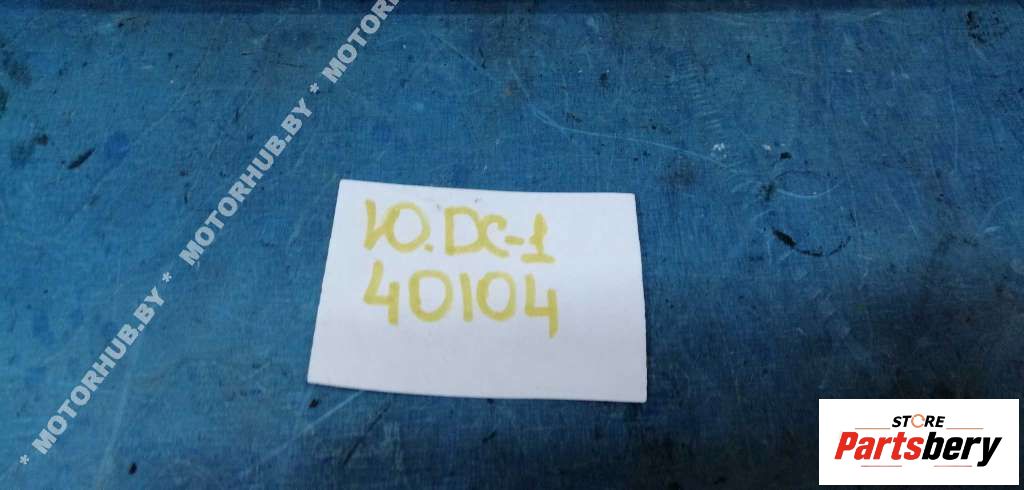 * MOTORHUB.BY * MOTORHUB.BY * MOTOR
Ю.DC-1
40104
STORE
Partsbery